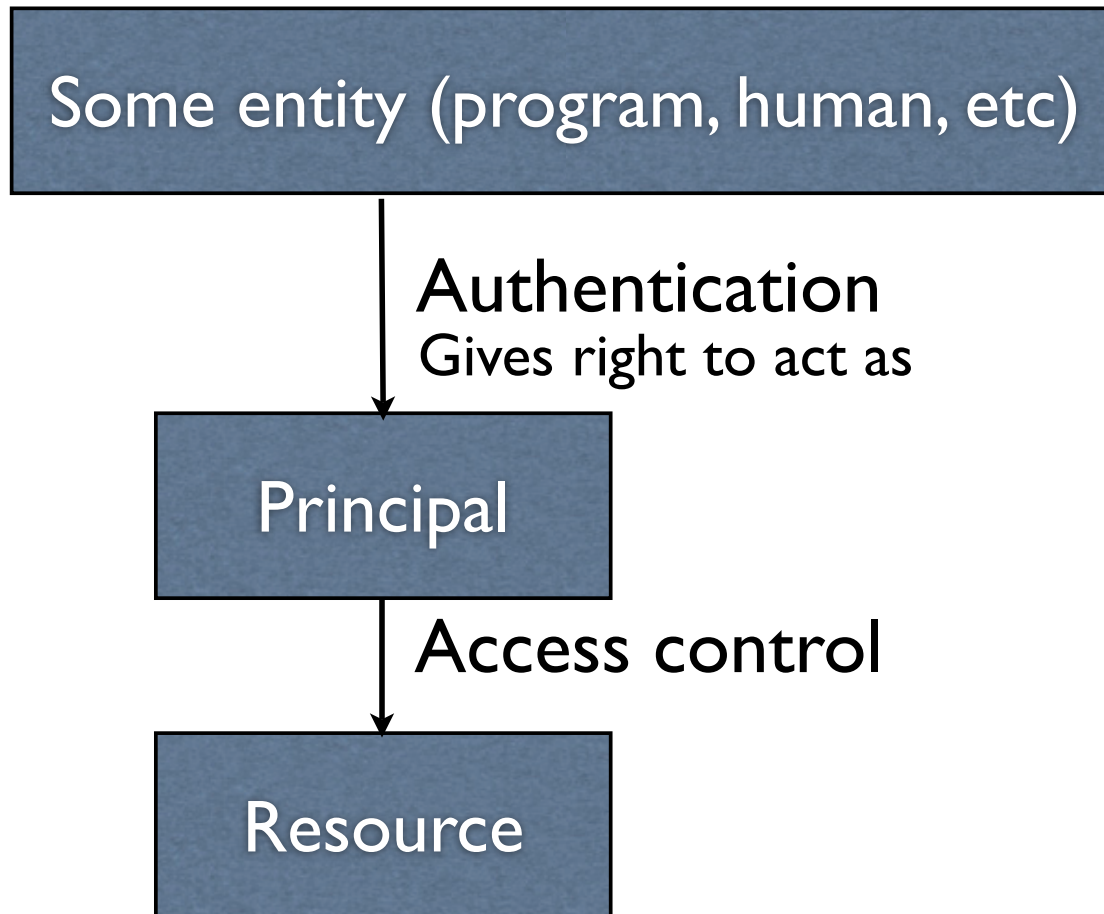 Some entity (program, human, etc)
Authentication
Gives right to act as
Principal
Access control
Resource